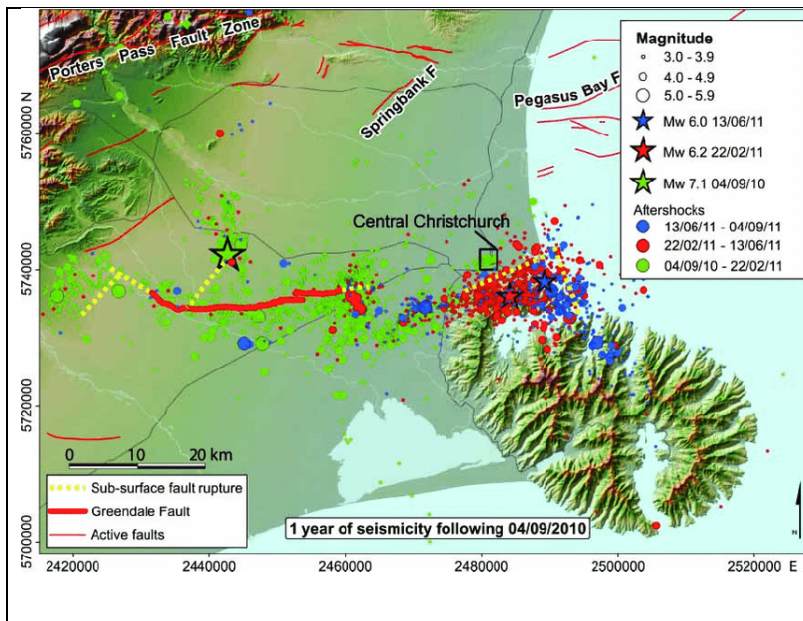 Porters Pass Fault Zone
Springbank F
Pegasus Bay F
Central Christchurch
Magnitude
3.0 - 3.9
4.0 - 4.9
5.0 - 5.9
Mw 6.0 13/06/11
Mw 6.2 22/02/11
Mw 7.1 04/09/10
Aftershocks
13/06/11 - 04/09/11
22/02/11 - 13/06/11
04/09/10 - 22/02/11
5760000 N
5740000
5720000
5700000
0 10 20 km
Sub-surface fault rupture
Greendale Fault
Active faults
1 year of seismicity following 04/09/2010
N
2420000 2440000 2460000 2480000 2500000 2520000 E